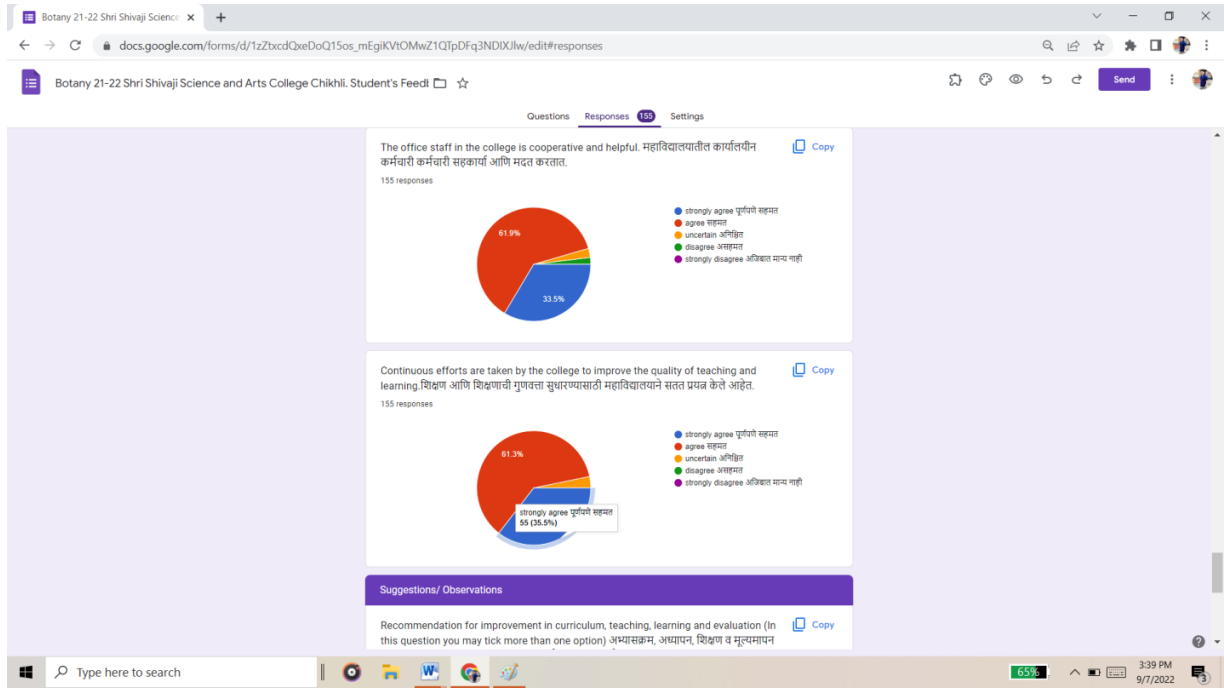 Botany 21-22 Shri Shivaji Science
docs.google.com/forms/d/1zZtxcdQxeDoQ15os_mEgiKVtOMwZ1QTpDFq3NDIXJlw/edit#responses
Botany 21-22 Shri Shivaji Science and Arts College Chikhli. Student's Feedb
Send
Questions Responses 155 Settings
The office staff in the college is cooperative and helpful. महाविद्यालयातील कार्यालयीन
कर्मचारी कर्मचारी सहकार्या आणि मदत करतात.
Copy
155 responses
61.9%
33.5%
strongly agree पूर्णपणे सहमत
agree सहमत
uncertain अनिश्चित
disagree असहमत
strongly disagree अजिबात मान्य नाही
Continuous efforts are taken by the college to improve the quality of teaching and
learning.शिक्षण आणि शिक्षणाची गुणवत्ता सुधारण्यासाठी महाविद्यालयाने सतत प्रयत्न केले आहेत.
Copy
155 responses
61.3%
strongly agree पूर्णपणे सहमत
55 (35.5%)
strongly agree पूर्णपणे सहमत
agree सहमत
uncertain अनिश्चित
disagree असहमत
strongly disagree अजिबात मान्य नाही
Suggestions/ Observations
Recommendation for improvement in curriculum, teaching, learning and evaluation (In
this question you may tick more than one option) अभ्यासक्रम, अध्यापन, शिक्षण व मूल्यमापन
Copy
Type here to search
65%
3:39 PM
9/7/2022
3